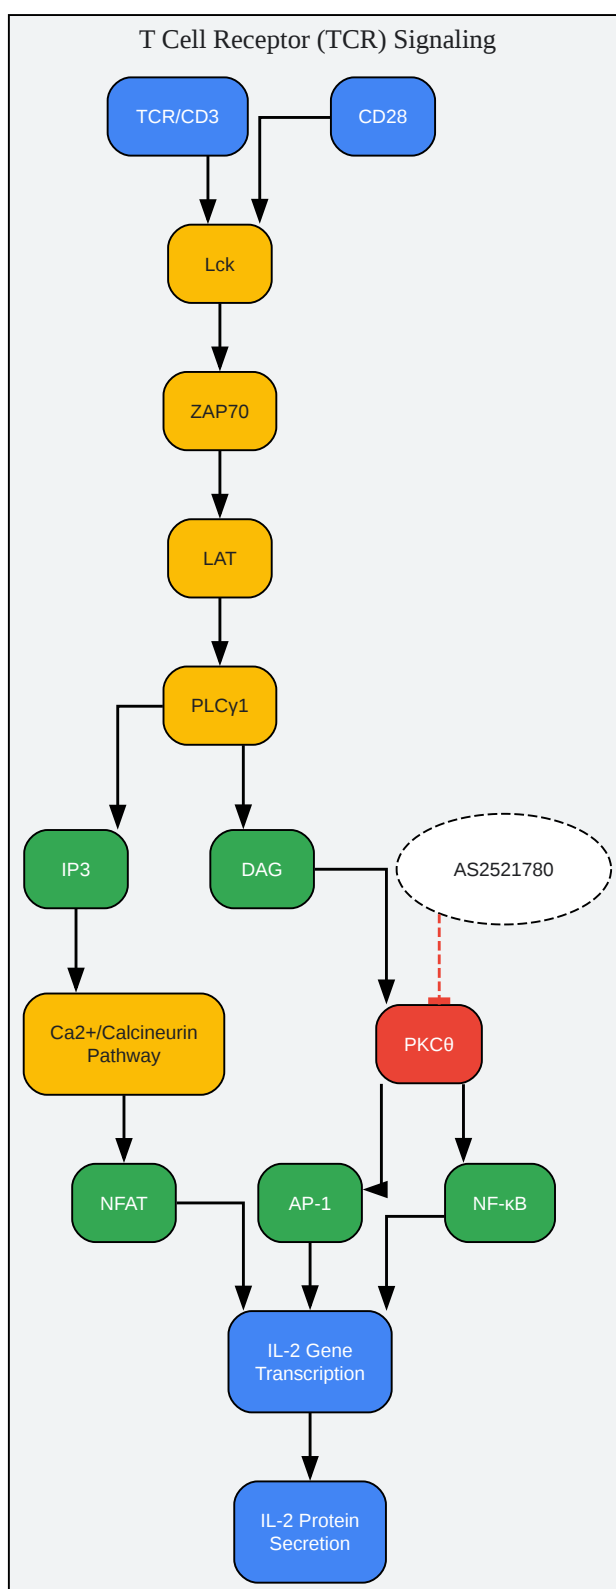 T Cell Receptor (TCR) Signaling
TCR/CD3
CD28
Lck
ZAP70
LAT
PLCγ1
IP3
DAG
AS2521780
Ca2+/Calcineurin
Pathway
PKCθ
NFAT
AP-1
NF-κB
IL-2 Gene
Transcription
IL-2 Protein
Secretion